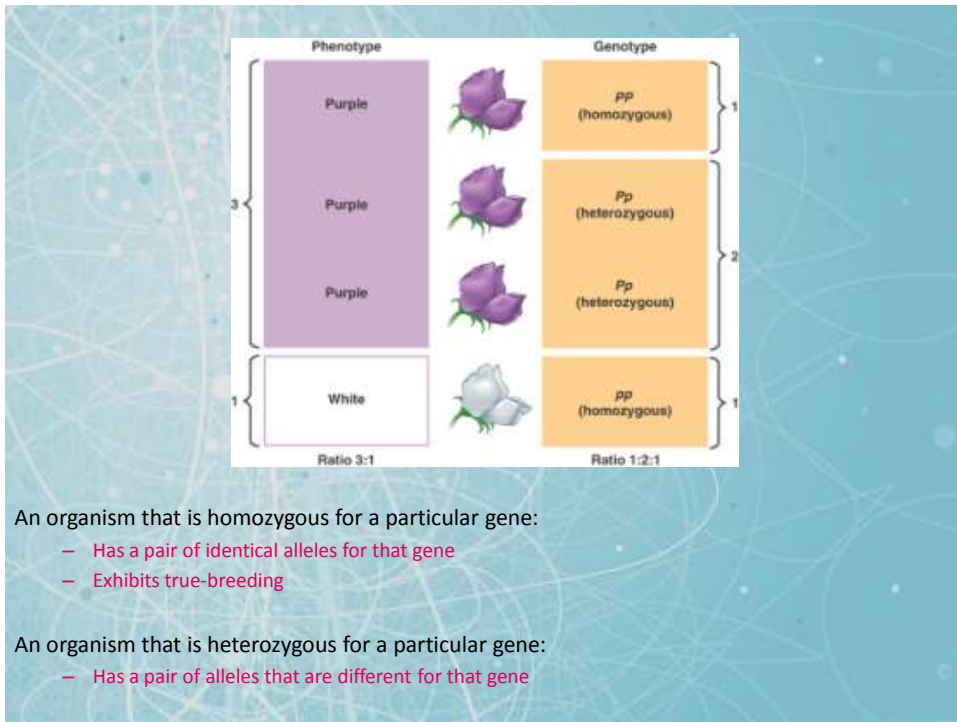 Phenotype Genotype
Purple
PP
(homozygous)
1
3
Purple
Pp
(heterozygous)
2
Purple
Pp
(heterozygous)
1
White
pp
(homozygous)
1
Ratio 3:1 Ratio 1:2:1
An organism that is homozygous for a particular gene:
– Has a pair of identical alleles for that gene
– Exhibits true-breeding
An organism that is heterozygous for a particular gene:
– Has a pair of alleles that are different for that gene